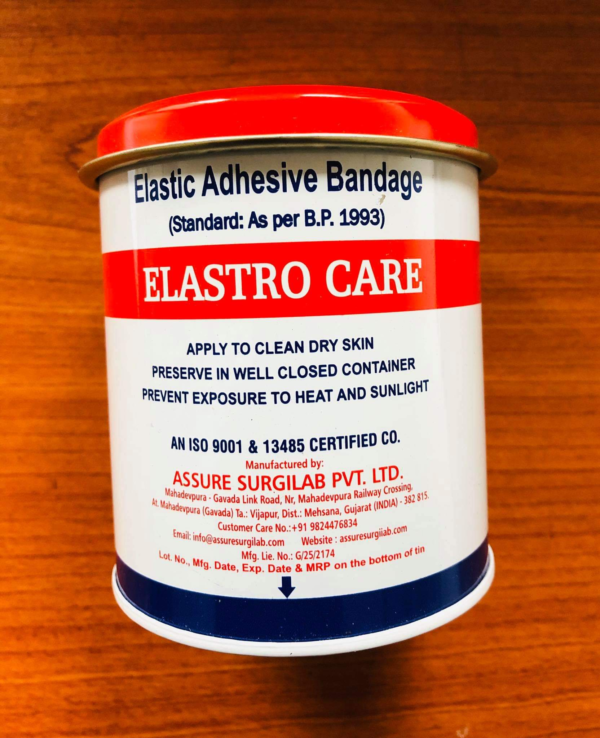 Elastic Adhesive Bandage
(Standard: As per B.P. 1993)
ELASTRO CARE
APPLY TO CLEAN DRY SKIN
PRESERVE IN WELL CLOSED CONTAINER
PREVENT EXPOSURE TO HEAT AND SUNLIGHT
AN ISO 9001 & 13485 CERTIFIED CO.
Manufactured by:
ASSURE SURGILAB PVT. LTD.
Mahadevpura - Gavada Link Road, Nr, Mahadevpura Railway Crossing,
At. Mahadevpura (Gavada) Ta.: Vijapur, Dist.: Mehsana, Gujarat (INDIA) - 382 815.
Customer Care No.:+91 9824476834
Email: info@assuresurgilab.com Website : assuresurgiiab.com
Mfg. Lie. No.: G/25/2174
Lot. No., Mfg. Date, Exp. Date & MRP on the bottom of tin